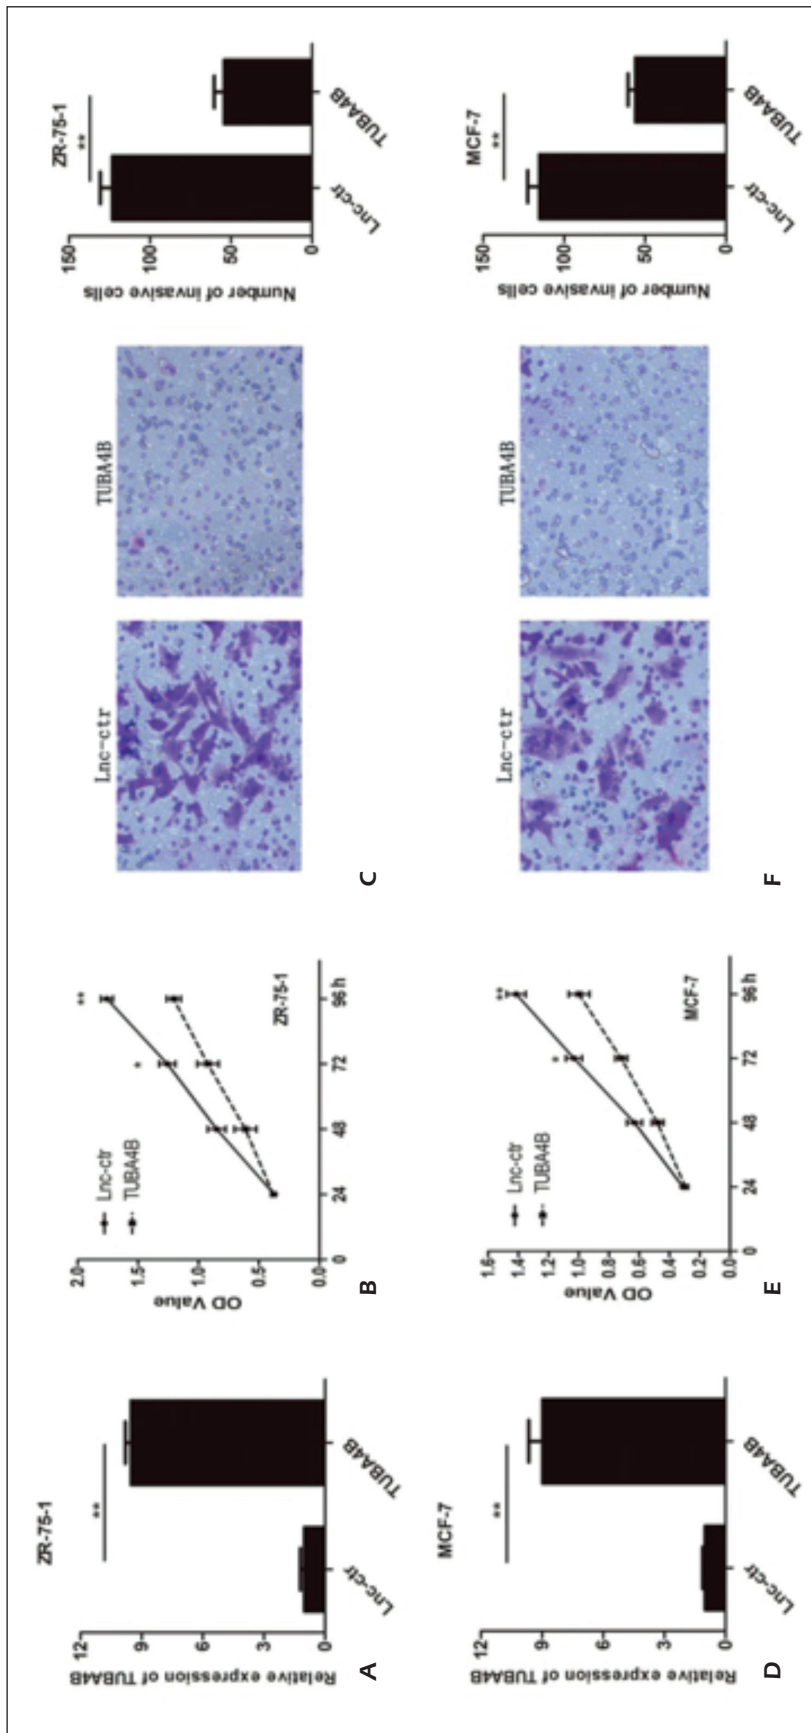 ZR-75-1
**
12
9
6
3
0
Relative expression of TUBA4B
Lnc-ctr
TUBA4B
A
2.0
1.5
1.0
0.5
0.0
OD Value
Lnc-ctr
TUBA4B
*
**
ZR-75-1
0
24
48
72
96 h
B
Lnc-ctr
TUBA4B
C
ZR-75-1
**
150
100
50
0
Number of invasive cells
Lnc-ctr
TUBA4B
MCF-7
**
12
9
6
3
0
Relative expression of TUBA4B
Lnc-ctr
TUBA4B
D
1.6
1.4
1.2
1.0
0.8
0.6
0.4
0.2
0.0
OD Value
Lnc-ctr
TUBA4B
*
**
MCF-7
0
24
48
72
96 h
E
Lnc-ctr
TUBA4B
F
MCF-7
**
150
100
50
0
Number of invasive cells
Lnc-ctr
TUBA4B